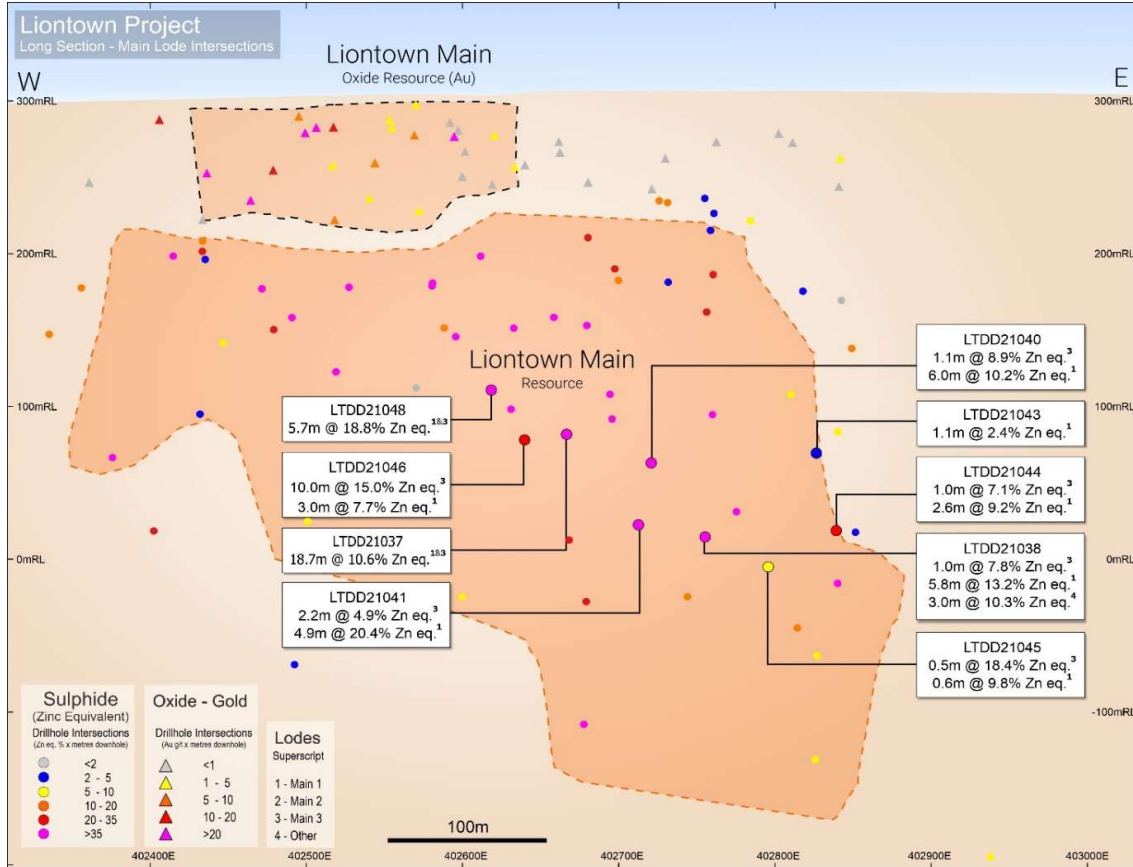 Liontown Project
Long Section - Main Lode Intersections
Liontown Main
Oxide Resource (Au)
W
E
300mRL
300mRL
200mRL
200mRL
Liontown Main
Resource
100mRL
100mRL
0mRL
0mRL
-100mRL
LTDD21048
5.7m @ 18.8% Zn eq.¹&³
LTDD21046
10.0m @ 15.0% Zn eq.³
3.0m @ 7.7% Zn eq.¹
LTDD21037
18.7m @ 10.6% Zn eq.¹&³
LTDD21041
2.2m @ 4.9% Zn eq.³
4.9m @ 20.4% Zn eq.¹
LTDD21040
1.1m @ 8.9% Zn eq.³
6.0m @ 10.2% Zn eq.¹
LTDD21043
1.1m @ 2.4% Zn eq.¹
LTDD21044
1.0m @ 7.1% Zn eq.³
2.6m @ 9.2% Zn eq.¹
LTDD21038
1.0m @ 7.8% Zn eq.³
5.8m @ 13.2% Zn eq.¹
3.0m @ 10.3% Zn eq.⁴
LTDD21045
0.5m @ 18.4% Zn eq.³
0.6m @ 9.8% Zn eq.¹
Sulphide
(Zinc Equivalent)
Drillhole Intersections
(Zn eq. % x metres downhole)
<2
2 - 5
5 - 10
10 - 20
20 - 35
>35
Oxide - Gold
Drillhole Intersections
(Au g/t x metres downhole)
<1
1 - 5
5 - 10
10 - 20
>20
Lodes
Superscript
1 - Main 1
2 - Main 2
3 - Main 3
4 - Other
100m
402400E
402500E
402600E
402700E
402800E
402900E
403000E